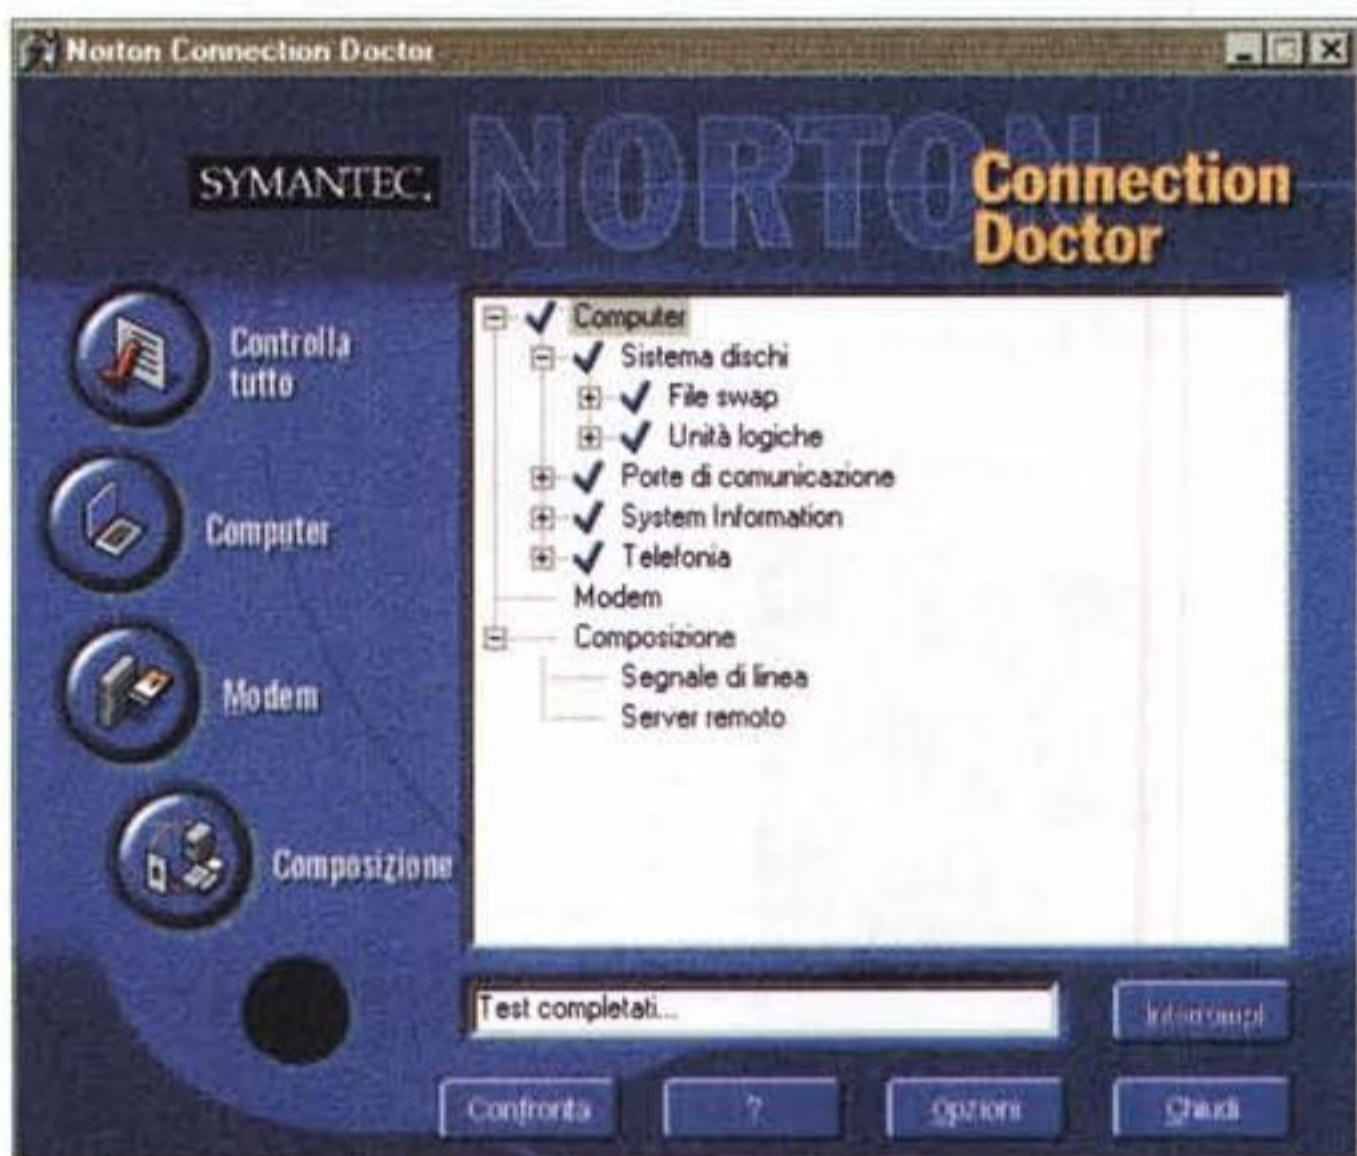 Norton Connection Doctor
SYMANTEC.
NORTON
Connection
Doctor
Controlla
tutto
Computer
Modem
Composizione
Computer
Sistema dischi
File swap
Unità logiche
Porte di comunicazione
System Information
Telefonia
Modem
Composizione
Segnale di linea
Server remoto
Test completati...
Interrompi
Confronta
?
Opzioni
Chiudi